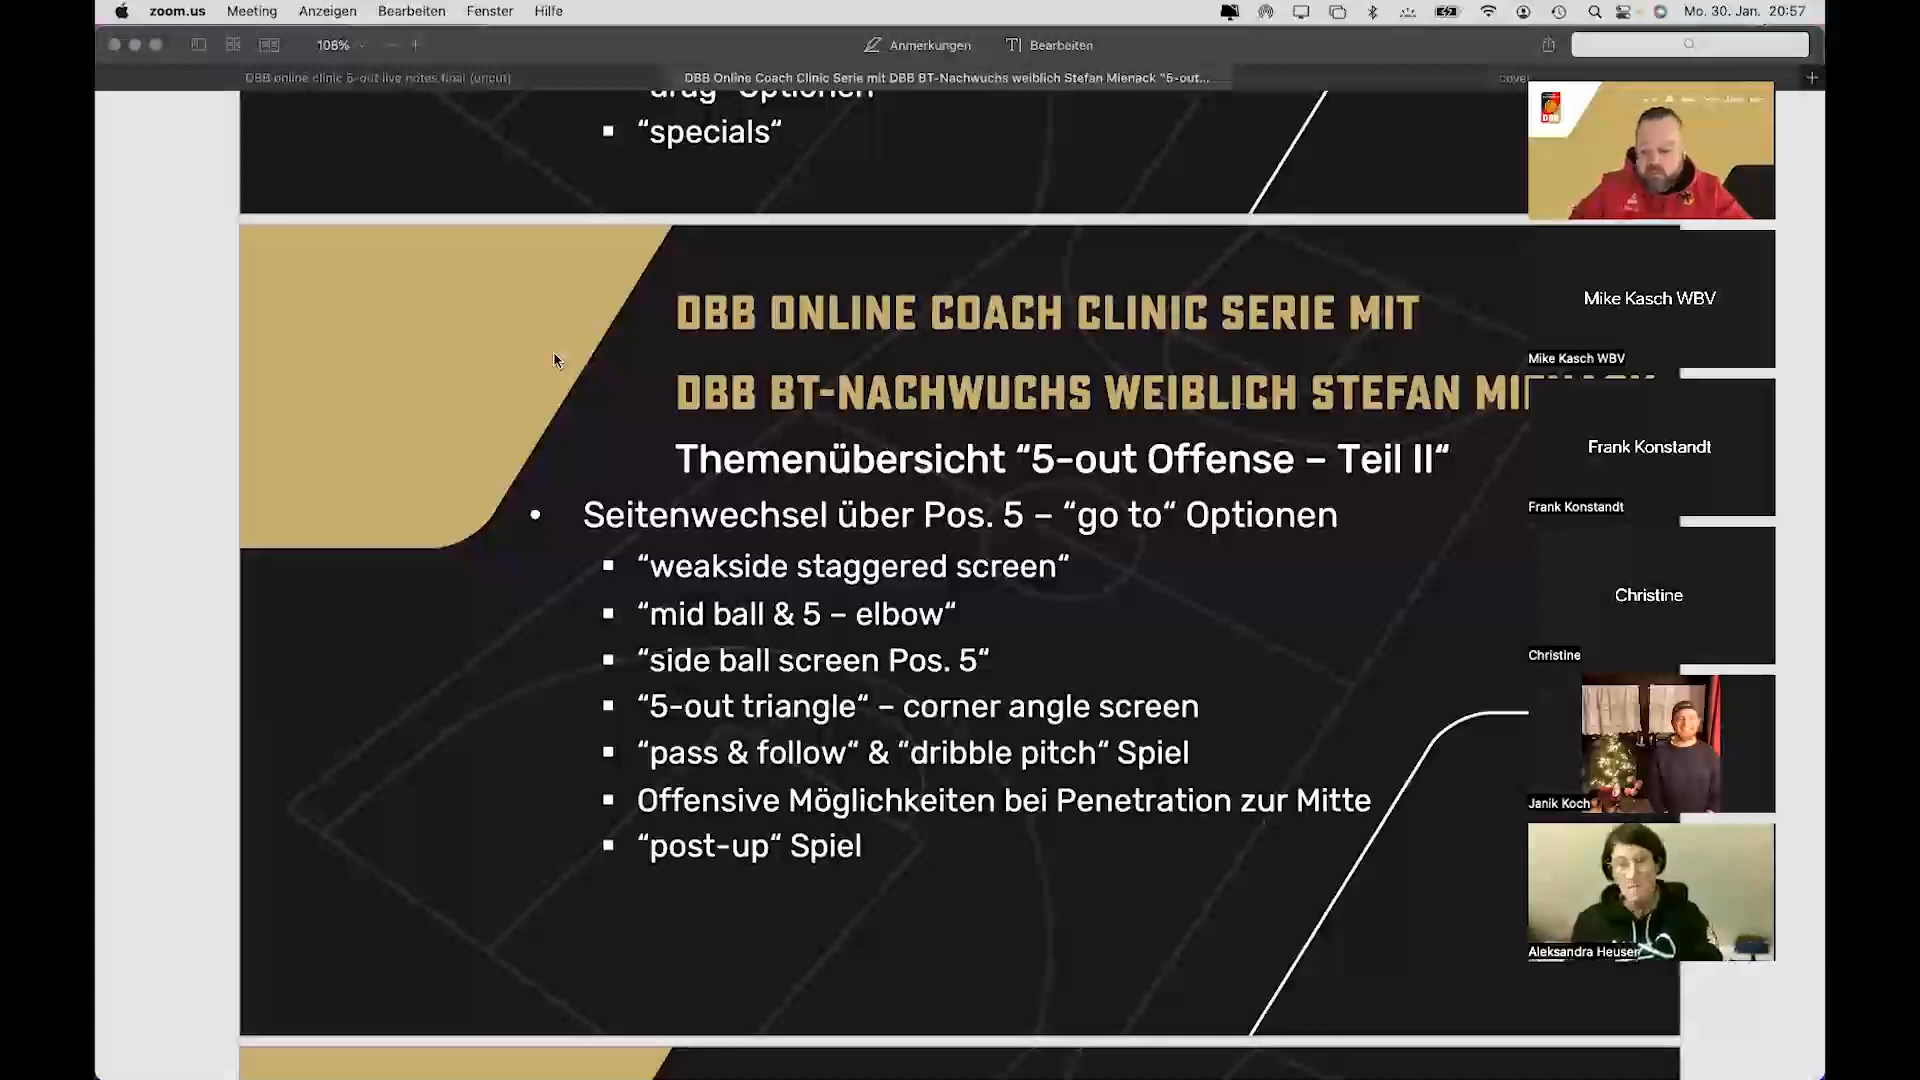 zoom.us Meeting Anzeigen Bearbeiten Fenster Hilfe
Mo. 30. Jan. 20:57
106%
Anmerkungen
Bearbeiten
DBB online clinic 5-out live notes final (uncut)
DBB Online Coach Clinic Serie mit DBB BT-Nachwuchs weiblich Stefan Mienack "5-out...
cover
drag" Optionen
▪ “specials“
DBB
DBB ONLINE COACH CLINIC SERIE MIT
DBB BT-NACHWUCHS WEIBLICH STEFAN MIENACK
Themenübersicht “5-out Offense – Teil II“
• Seitenwechsel über Pos. 5 – “go to“ Optionen
▪ “weakside staggered screen“
▪ “mid ball & 5 – elbow“
▪ “side ball screen Pos. 5“
▪ “5-out triangle“ – corner angle screen
▪ “pass & follow“ & “dribble pitch“ Spiel
▪ Offensive Möglichkeiten bei Penetration zur Mitte
▪ “post-up“ Spiel
Mike Kasch WBV
Mike Kasch WBV
Frank Konstandt
Frank Konstandt
Christine
Christine
Janik Koch
Aleksandra Heuser